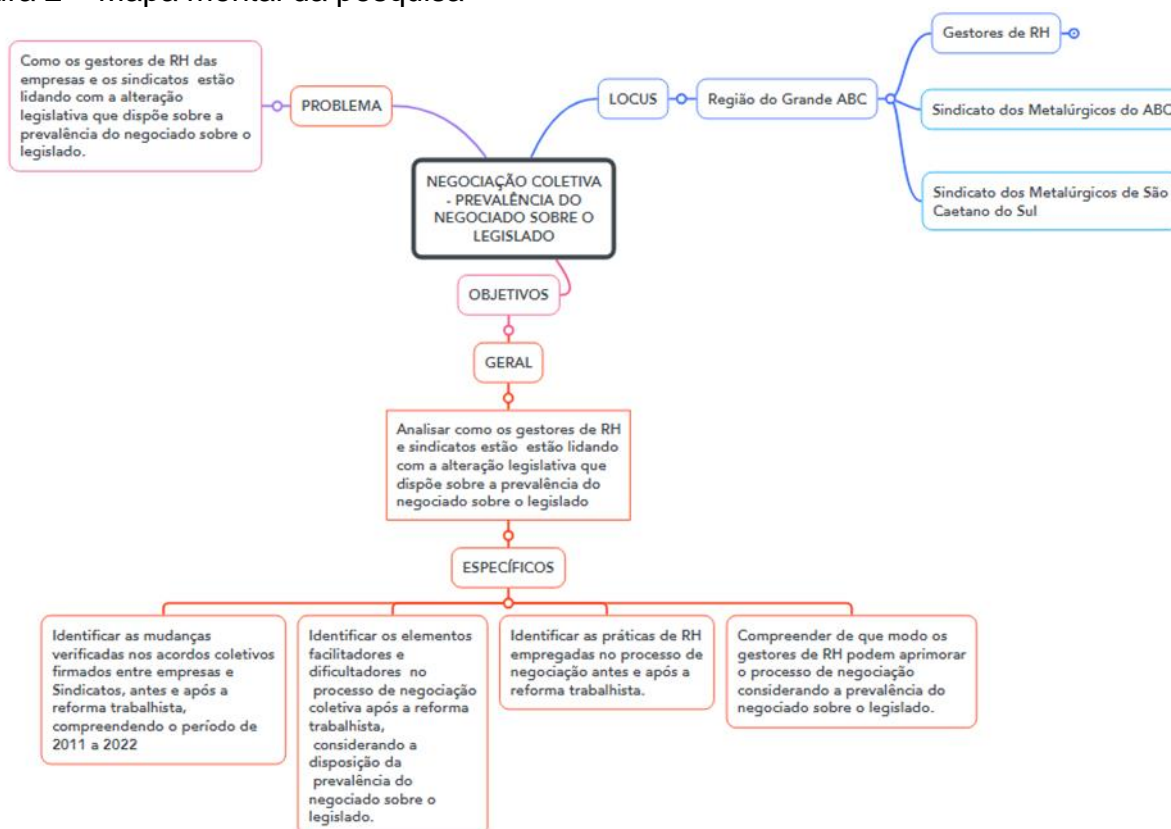 Mapa mental da pesquisa
Como os gestores de RH das
empresas e os sindicatos estão
lidando com a alteração
legislativa que dispõe sobre a
prevalência do negociado sobre o
legislado.
PROBLEMA
LOCUS
Região do Grande ABC
Gestores de RH
Sindicato dos Metalúrgicos do ABC
Sindicato dos Metalúrgicos de São
Caetano do Sul
NEGOCIAÇÃO COLETIVA
- PREVALÊNCIA DO
NEGOCIADO SOBRE O
LEGISLADO
OBJETIVOS
GERAL
Analisar como os gestores de RH
e sindicatos estão estão lidando
com a alteração legislativa que
dispõe sobre a prevalência do
negociado sobre o legislado
ESPECÍFICOS
Identificar as mudanças
verificadas nos acordos coletivos
firmados entre empresas e
Sindicatos, antes e após a
reforma trabalhista,
compreendendo o período de
2011 a 2022
Identificar os elementos
facilitadores e
dificultadores no
processo de negociação
coletiva após a reforma
trabalhista,
considerando a
disposição da
prevalência do
negociado sobre o
legislado.
Identificar as práticas de RH
empregadas no processo de
negociação antes e após a
reforma trabalhista.
Compreender de que modo os
gestores de RH podem aprimorar
o processo de negociação
considerando a prevalência do
negociado sobre o legislado.